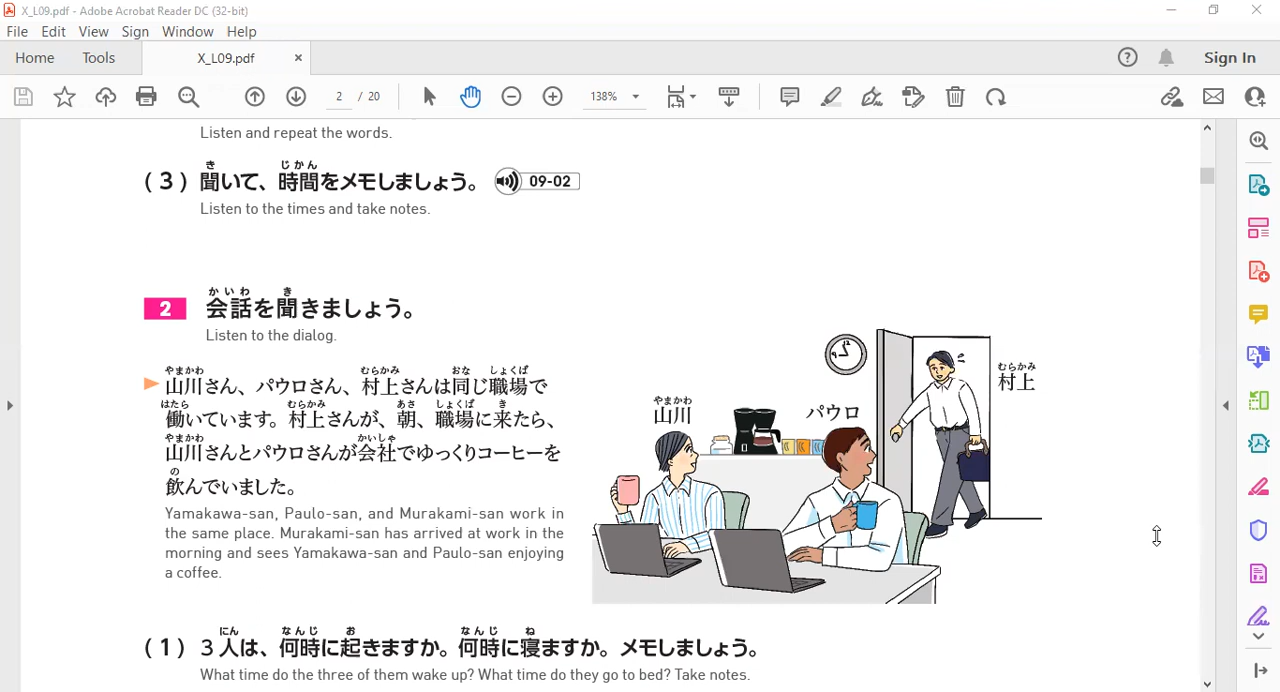 X_L09.pdf - Adobe Acrobat Reader DC (32-bit)
File Edit View Sign Window Help
Home Tools X_L09.pdf × Sign In
2 / 20 138%
Listen and repeat the words.
き じかん
(3) 聞いて、時間をメモしましょう。 09-02
Listen to the times and take notes.
かいわ き
2 会話を聞きましょう。
Listen to the dialog.
やまかわ むらかみ おな しょくば
▶山川さん、パウロさん、村上さんは同じ職場で
はたら むらかみ あさ しょくば き
働いています。村上さんが、朝、職場に来たら、
やまかわ かいしゃ
山川さんとパウロさんが会社でゆっくりコーヒーを
の
飲んでいました。
Yamakawa-san, Paulo-san, and Murakami-san work in
the same place. Murakami-san has arrived at work in the
morning and sees Yamakawa-san and Paulo-san enjoying
a coffee.
やまかわ
山川
パウロ
むらかみ
村上
にん なんじ お なんじ ね
(1) 3人は、何時に起きますか。何時に寝ますか。メモしましょう。
What time do the three of them wake up? What time do they go to bed? Take notes.